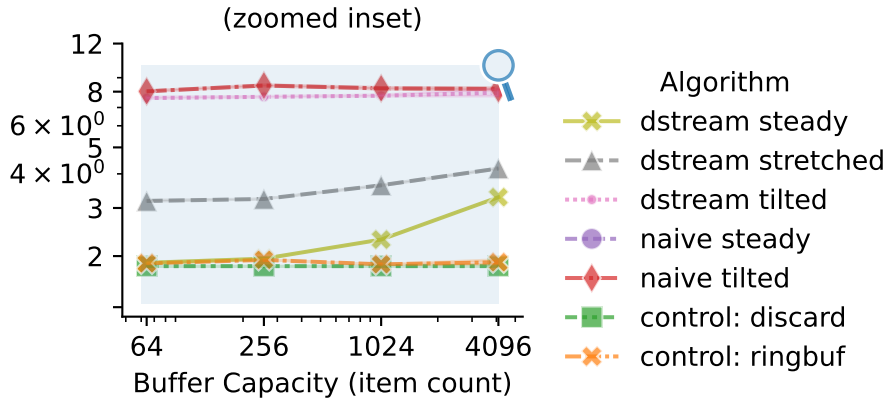 (zoomed inset)
12
8
6 × 10⁰
5
4 × 10⁰
3
2
64 256 1024 4096
Buffer Capacity (item count)
Algorithm
dstream steady
dstream stretched
dstream tilted
naive steady
naive tilted
control: discard
control: ringbuf